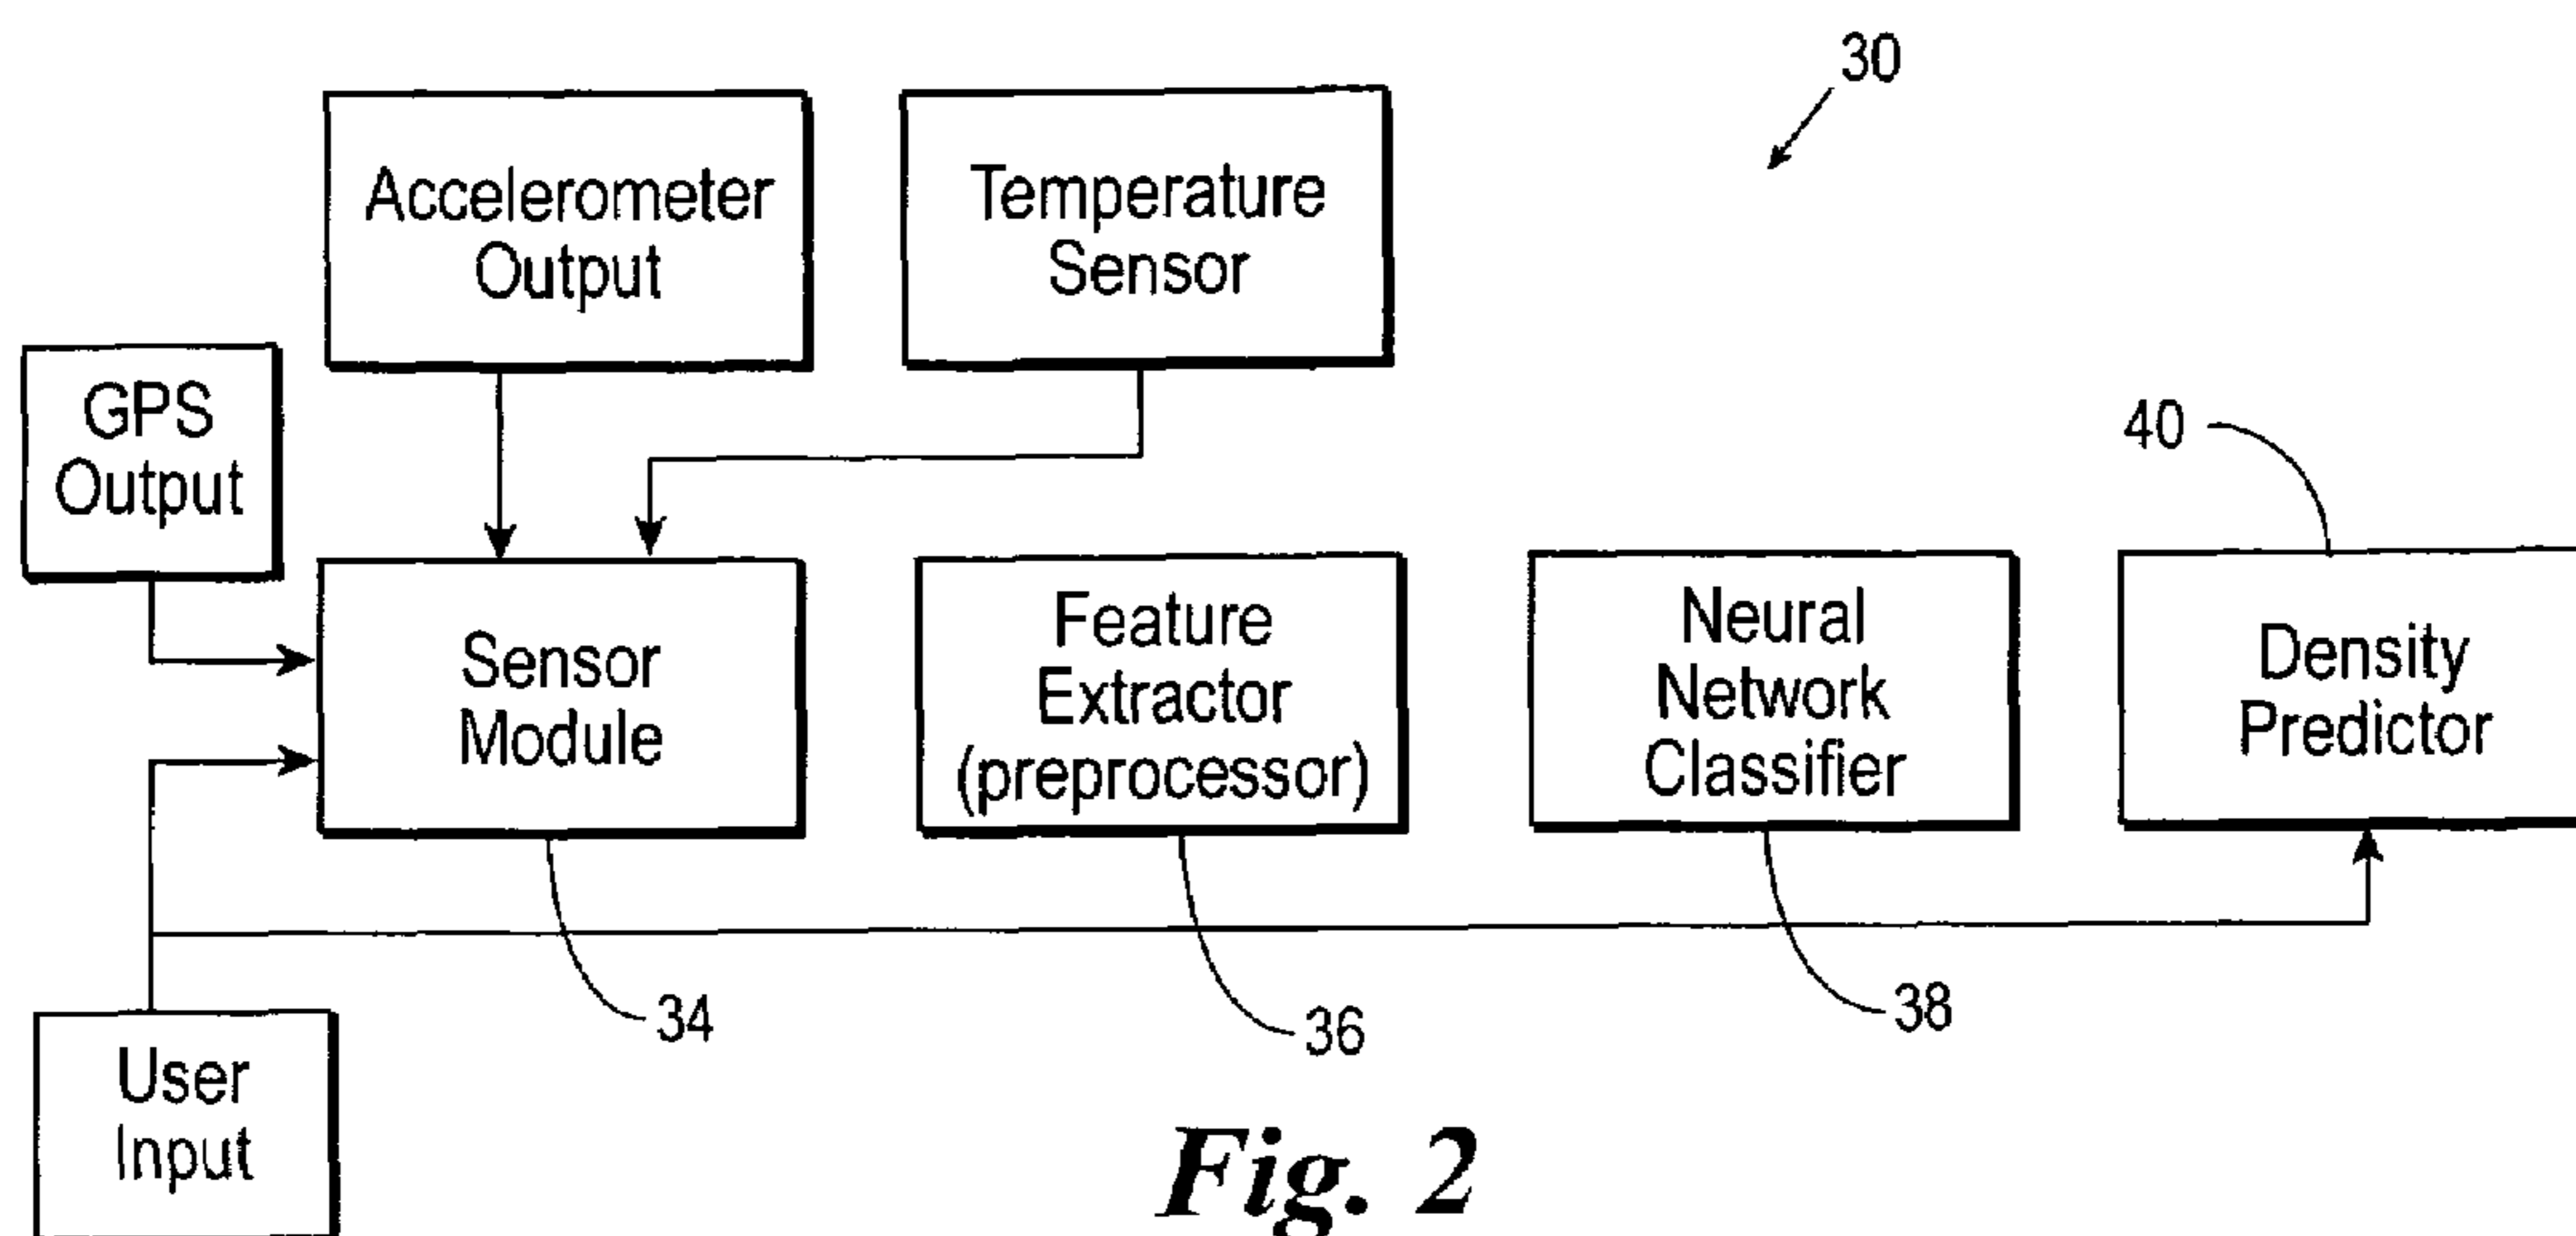 30
Accelerometer
Output
Temperature
Sensor
GPS
Output
40
Sensor
Module
Feature
Extractor
(preprocessor)
Neural
Network
Classifier
Density
Predictor
34
36
38
User
Input
Fig. 2